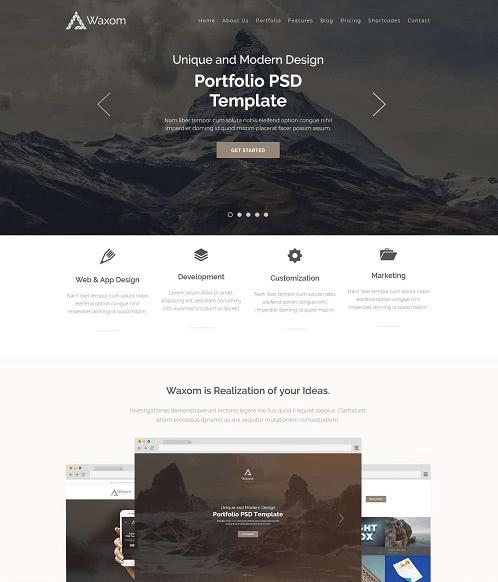 Waxom
Home About Us Portfolio Features Blog Pricing Shortcodes Contact
Unique and Modern Design
Portfolio PSD
Template
Nam liber tempor cum soluta nobis eleifend option congue nihil
imperdiet doming id quod mazim placerat facer possim assum.
GET STARTED
Web & App Design
Nam liber tempor cum soluta nobis
eleifend option congue nihil
imperdiet doming id quod mazim
Development
Lorem ipsum dolor sit amet,
adipiscing elit, sed diam nonummy
nibh euismod tincidunt ut laoreet
Customization
Nam liber tempor cum soluta nobis
eleifend option congue nihil
imperdiet doming id quod mazim
Marketing
Nam liber tempor cum soluta nobis
eleifend option congue nihil
imperdiet doming id quod mazim
Waxom is Realization of your Ideas.
Investigationes demonstraverunt lectores legere me lius quod ii legunt saepius. Claritas est
etiam processus dynamicus, qui sequitur mutationem consuetudium.
Waxom
Waxom
Unique and Modern Design
Portfolio PSD Template